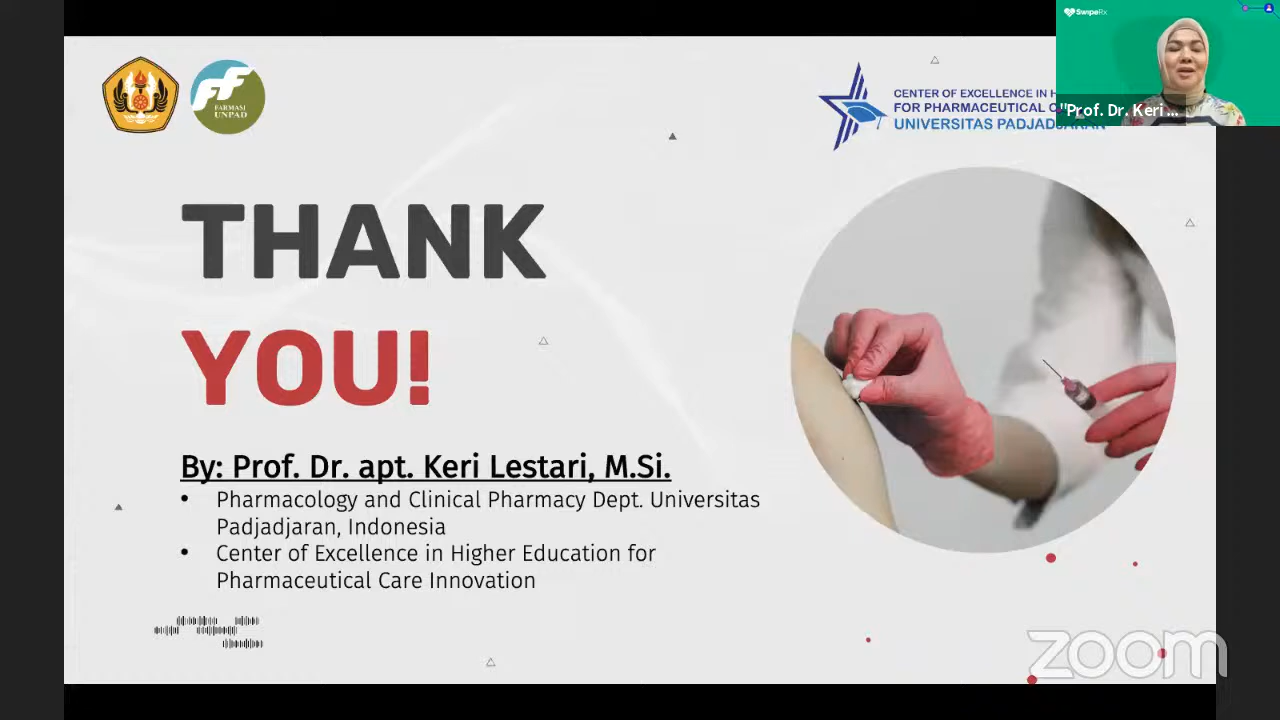 SwipeRx
"Prof. Dr. Keri ...
FARMASI
UNPAD
CENTER OF EXCELLENCE IN
FOR PHARMACEUTICAL
UNIVERSITAS PADJADJARAN
THANK
YOU!
By: Prof. Dr. apt. Keri Lestari, M.Si.
• Pharmacology and Clinical Pharmacy Dept. Universitas
Padjadjaran, Indonesia
• Center of Excellence in Higher Education for
Pharmaceutical Care Innovation
zoom